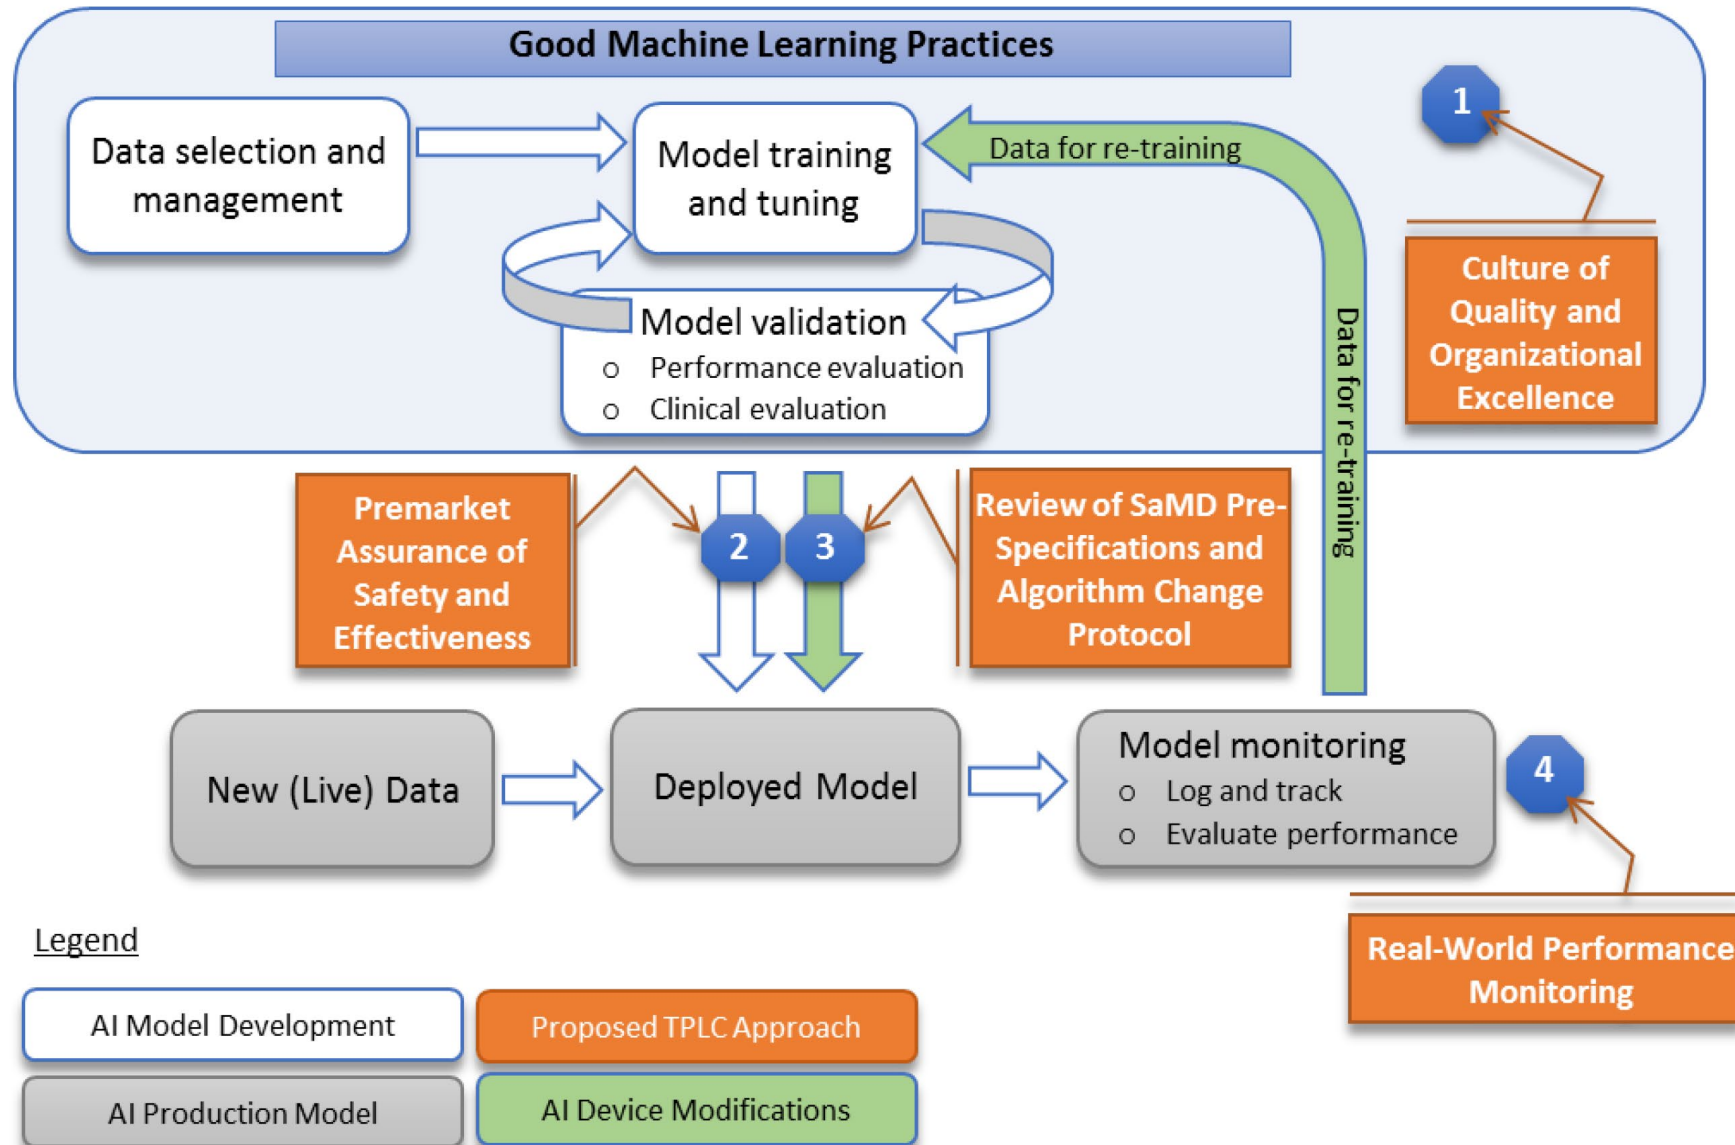 Good Machine Learning Practices
1
Data selection and
management
Model training
and tuning
Data for re-training
Culture of
Quality and
Organizational
Excellence
Model validation
o Performance evaluation
o Clinical evaluation
Data for re-training
Premarket
Assurance of
Safety and
Effectiveness
2
3
Review of SaMD Pre-
Specifications and
Algorithm Change
Protocol
New (Live) Data
Deployed Model
Model monitoring
o Log and track
o Evaluate performance
4
Real-World Performance
Monitoring
Legend
AI Model Development
Proposed TPLC Approach
AI Production Model
AI Device Modifications